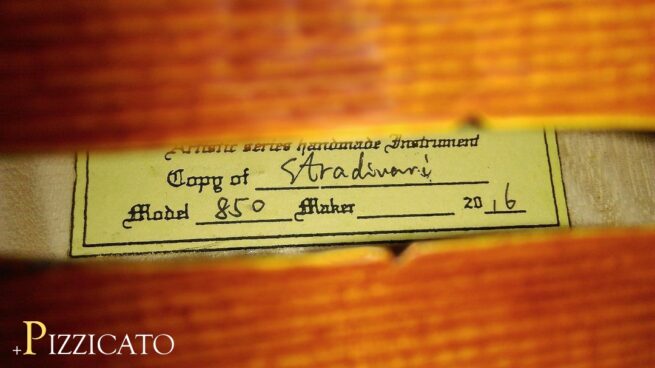 Artistic series handmade Instrument
Copy of Stradivari
Model 850 Maker 2016
+PIZZICATO